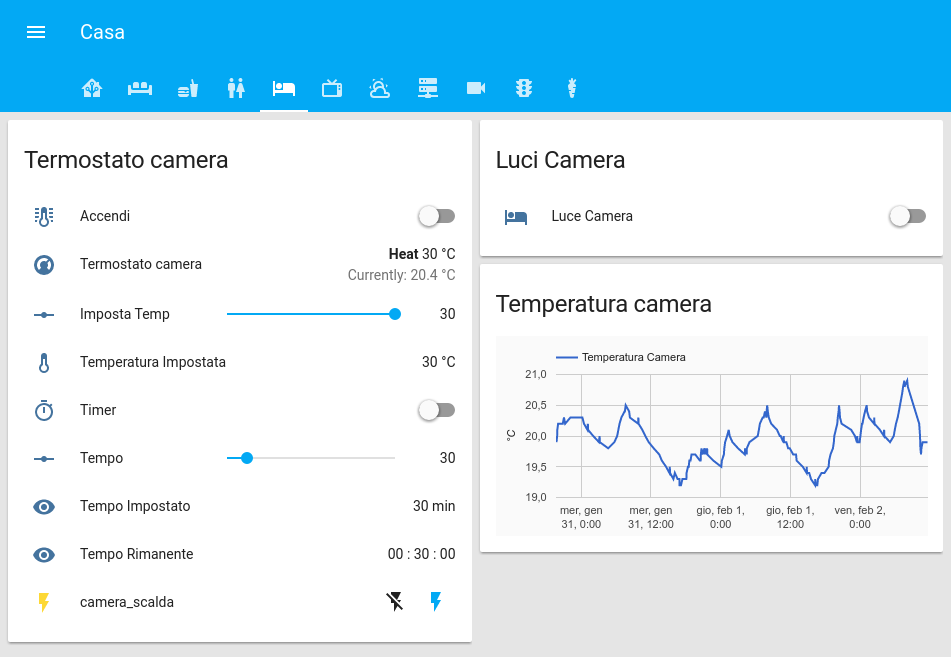 Casa
Termostato camera
Accendi
Termostato camera
Heat 30 °C
Currently: 20.4 °C
Imposta Temp 30
Temperatura Impostata 30 °C
Timer
Tempo 30
Tempo Impostato 30 min
Tempo Rimanente 00 : 30 : 00
camera_scalda
Luci Camera
Luce Camera
Temperatura camera
Temperatura Camera
°C
21,0
20,5
20,0
19,5
19,0
mer, gen
31, 0:00
mer, gen
31, 12:00
gio, feb 1,
0:00
gio, feb 1,
12:00
ven, feb 2,
0:00